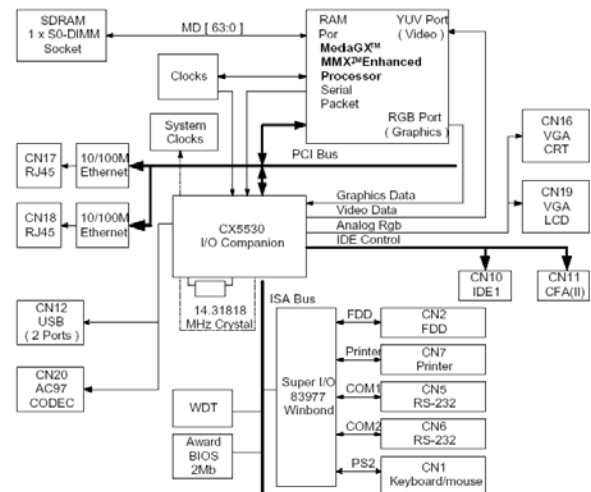 SDRAM
1 x S0-DIMM
Socket
MD [ 63:0 ]
RAM
Por
YUV Port
( Video )
MediaGX™
MMX™Enhanced
Processor
Serial
Packet
RGB Port
( Graphics )
Clocks
System
Clocks
CN16
VGA
CRT
CN17
RJ45
10/100M
Ethernet
PCI Bus
CN19
VGA
LCD
CN18
RJ45
10/100M
Ethernet
CX5530
I/O Companion
Graphics Data
Video Data
Analog Rgb
IDE Control
CN10
IDE1
CN11
CFA(II)
14.31818
MHz Crystal
ISA Bus
CN12
USB
( 2 Ports )
CN20
AC97
CODEC
WDT
Award
BIOS
2Mb
Super I/O
83977
Winbond
FDD
CN2
FDD
Printer
CN7
Printer
COM1
CN5
RS-232
COM2
CN6
RS-232
PS2
CN1
Keyboard/mouse